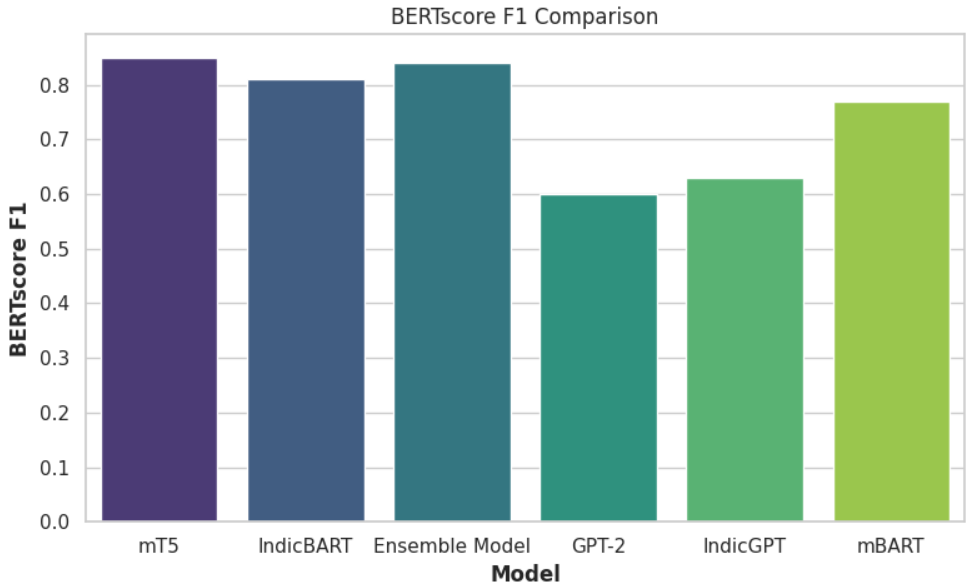 BERTscore F1 Comparison
BERTscore F1
0.8
0.7
0.6
0.5
0.4
0.3
0.2
0.1
0.0
mT5 IndicBART Ensemble Model GPT-2 IndicGPT mBART
Model